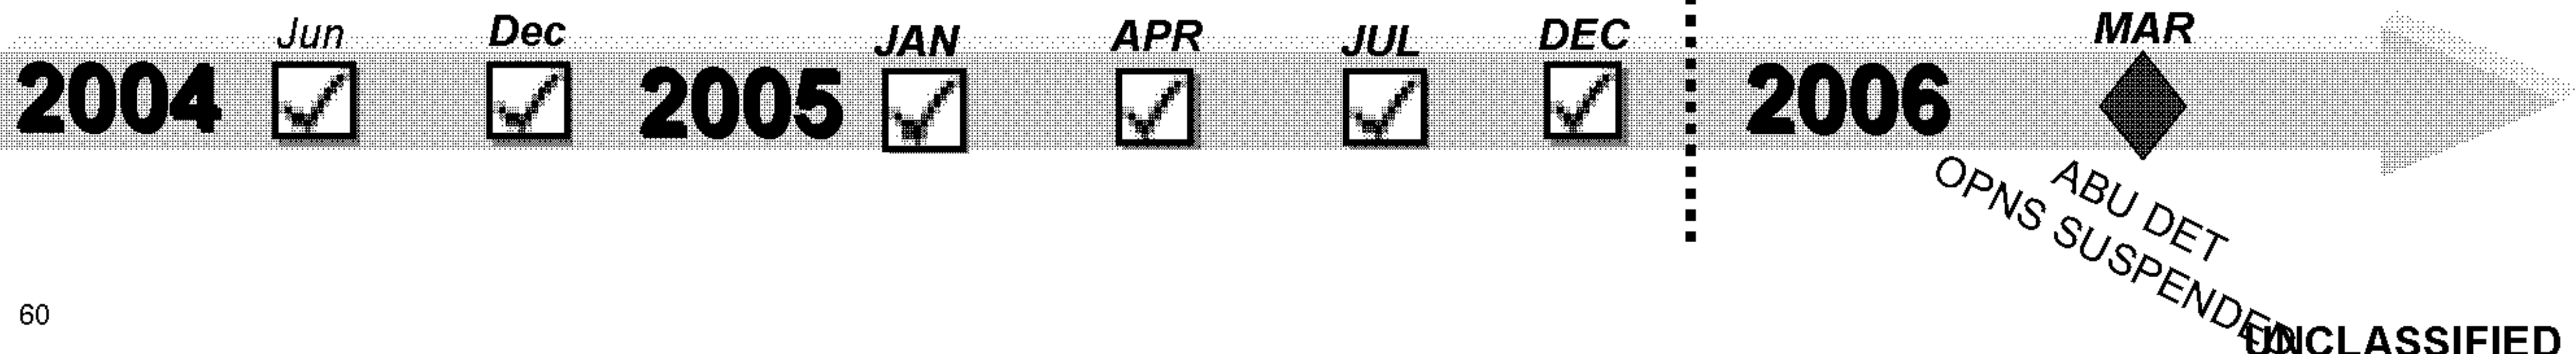 Jun Dec JAN APR JUL DEC MAR
2004 2005 2006
ABU DET
OPNS SUSPENDED
60
UNCLASSIFIED